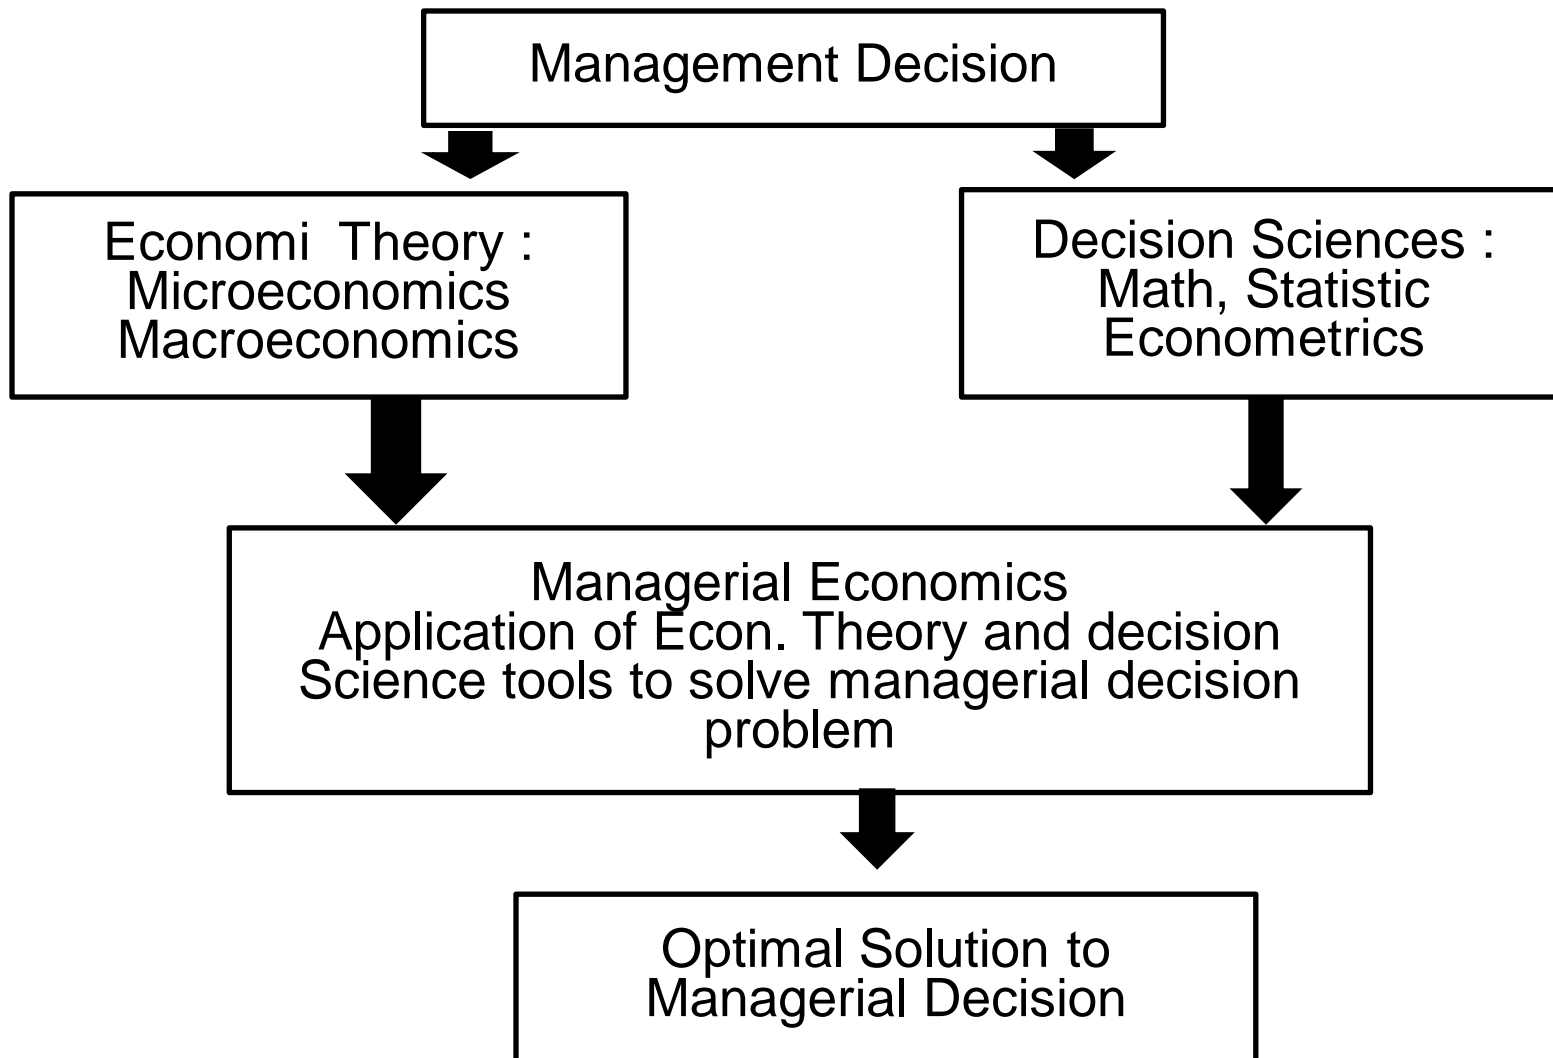 Management Decision
Economi Theory :
Microeconomics
Macroeconomics
Decision Sciences :
Math, Statistic
Econometrics
Managerial Economics
Application of Econ. Theory and decision
Science tools to solve managerial decision
problem
Optimal Solution to
Managerial Decision